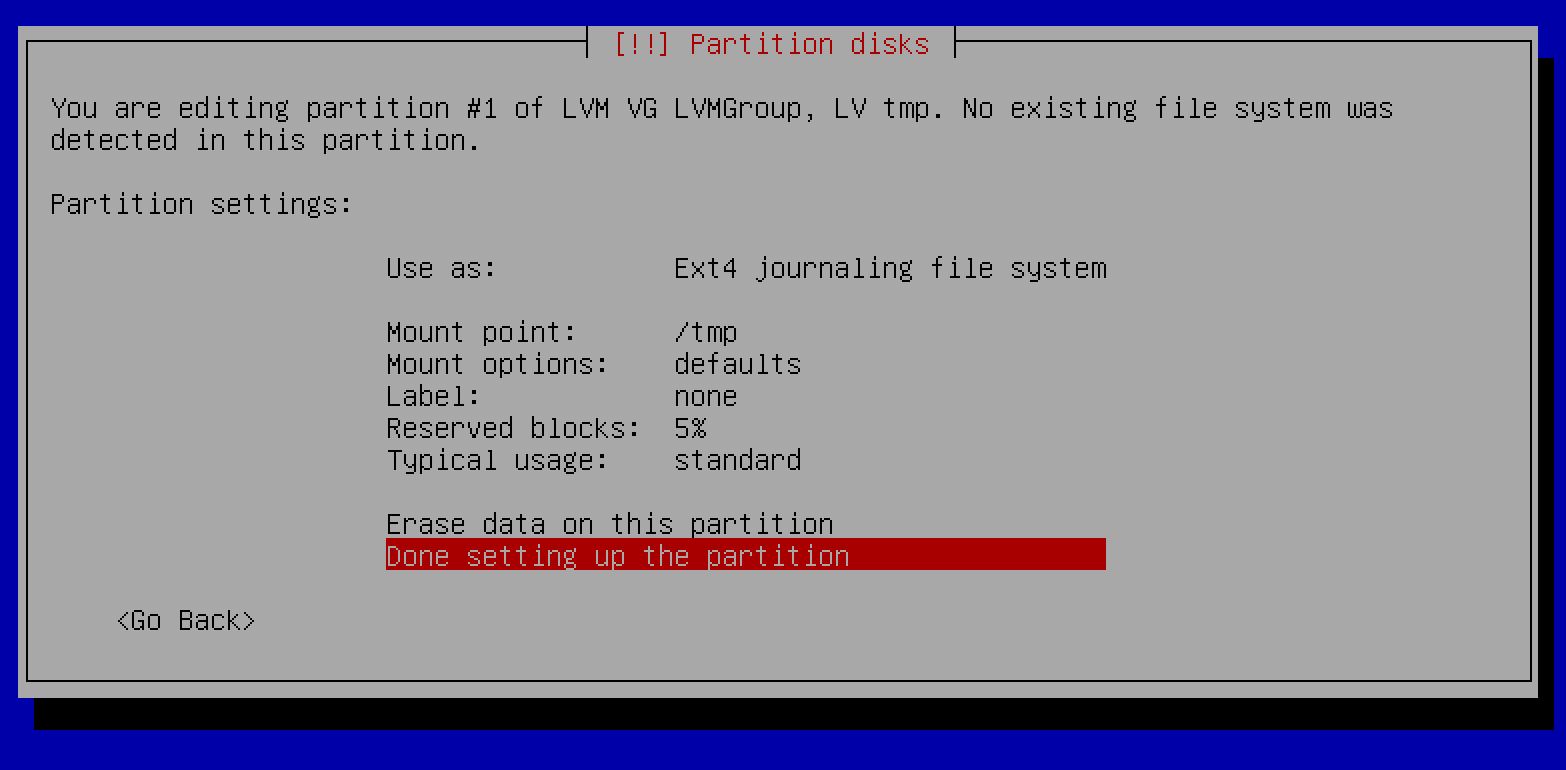 [!!] Partition disks
You are editing partition #1 of LVM VG LVMGroup, LV tmp. No existing file system was
detected in this partition.
Partition settings:
Use as: Ext4 journaling file system
Mount point: /tmp
Mount options: defaults
Label: none
Reserved blocks: 5%
Typical usage: standard
Erase data on this partition
Done setting up the partition
<Go Back>